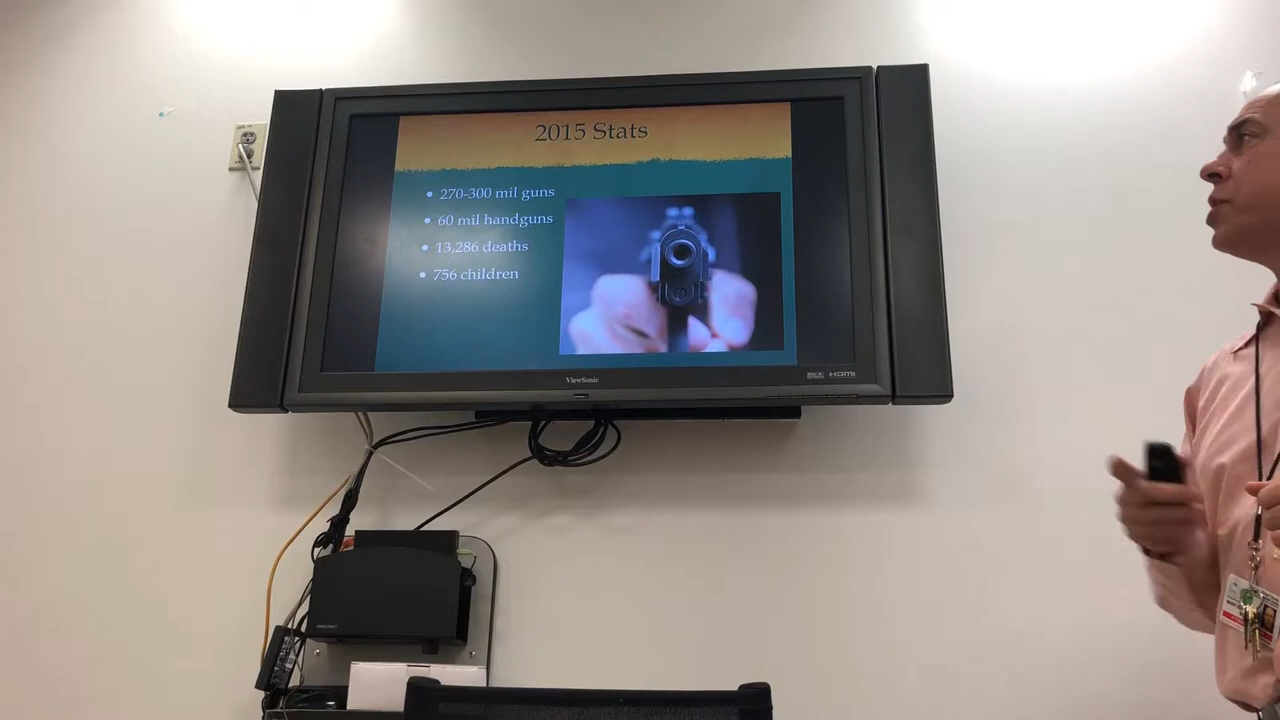 2015 Stats
• 270-300 mil guns
• 60 mil handguns
• 13,286 deaths
• 756 children
ViewSonic
HDMI